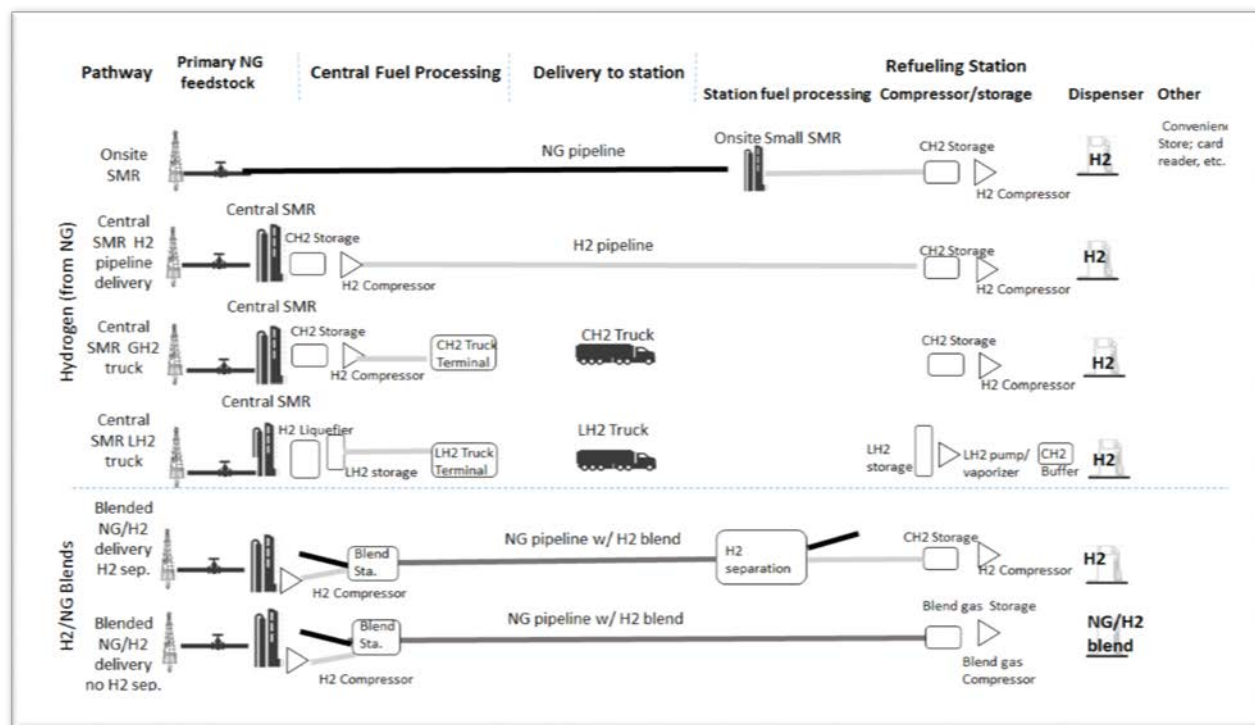 Pathway
Primary NG
feedstock
Central Fuel Processing
Delivery to station
Refueling Station
Station fuel processing
Compressor/storage
Dispenser
Other
Hydrogen (from NG)
Onsite
SMR
NG pipeline
Onsite Small SMR
CH2 Storage
H2 Compressor
H2
Convenienc
Store; card
reader, etc.
Central
SMR H2
pipeline
delivery
Central SMR
CH2 Storage
H2 Compressor
H2 pipeline
CH2 Storage
H2 Compressor
H2
Central
SMR GH2
truck
Central SMR
CH2 Storage
H2 Compressor
CH2 Truck
Terminal
CH2 Truck
CH2 Storage
H2 Compressor
H2
Central
SMR LH2
truck
Central SMR
H2 Liquefier
LH2 storage
LH2 Truck
Terminal
LH2 Truck
LH2
storage
LH2 pump/
vaporizer
CH2
Buffer
H2
H2/NG Blends
Blended
NG/H2
delivery
H2 sep.
H2 Compressor
Blend
Sta.
NG pipeline w/ H2 blend
H2
separation
CH2 Storage
H2 Compressor
H2
Blended
NG/H2
delivery
no H2 sep.
H2 Compressor
Blend
Sta.
NG pipeline w/ H2 blend
Blend gas Storage
Blend gas
Compressor
NG/H2
blend